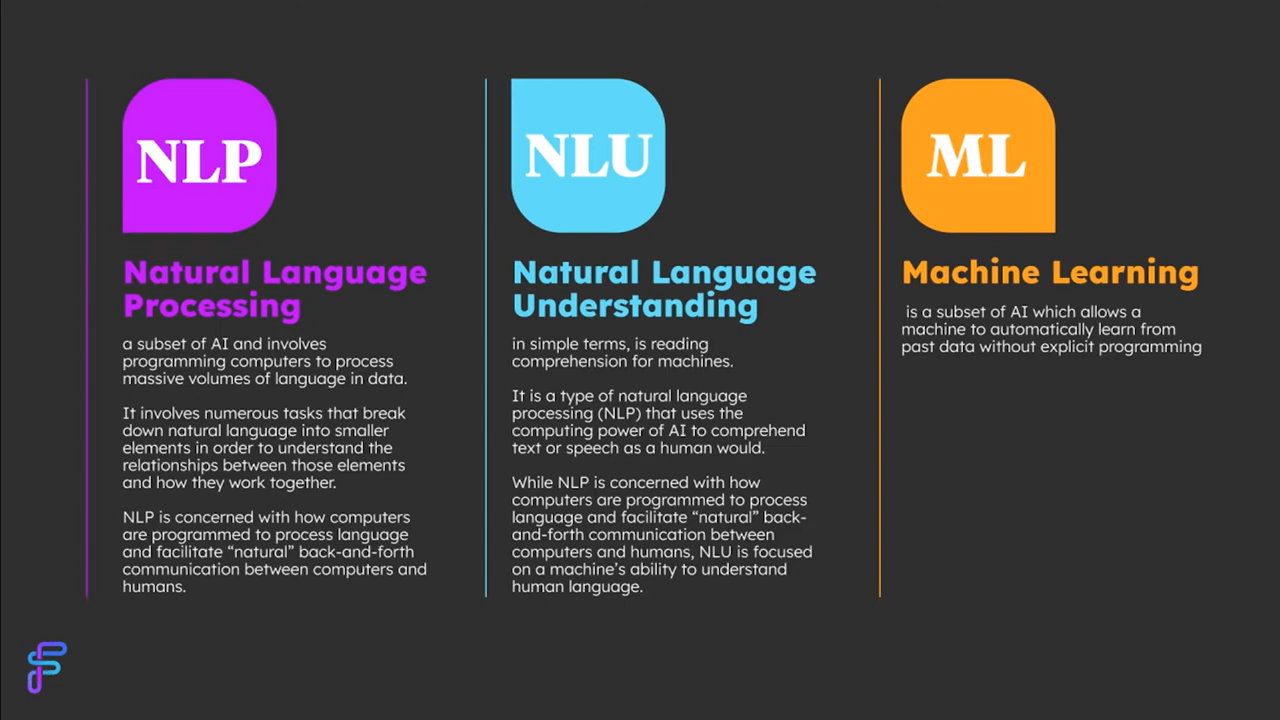 NLP
Natural Language
Processing
a subset of AI and involves
programming computers to process
massive volumes of language in data.
It involves numerous tasks that break
down natural language into smaller
elements in order to understand the
relationships between those elements
and how they work together.
NLP is concerned with how computers
are programmed to process language
and facilitate “natural” back-and-forth
communication between computers and
humans.
NLU
Natural Language
Understanding
in simple terms, is reading
comprehension for machines.
It is a type of natural language
processing (NLP) that uses the
computing power of AI to comprehend
text or speech as a human would.
While NLP is concerned with how
computers are programmed to process
language and facilitate “natural” back-
and-forth communication between
computers and humans, NLU is focused
on a machine’s ability to understand
human language.
ML
Machine Learning
is a subset of AI which allows a
machine to automatically learn from
past data without explicit programming